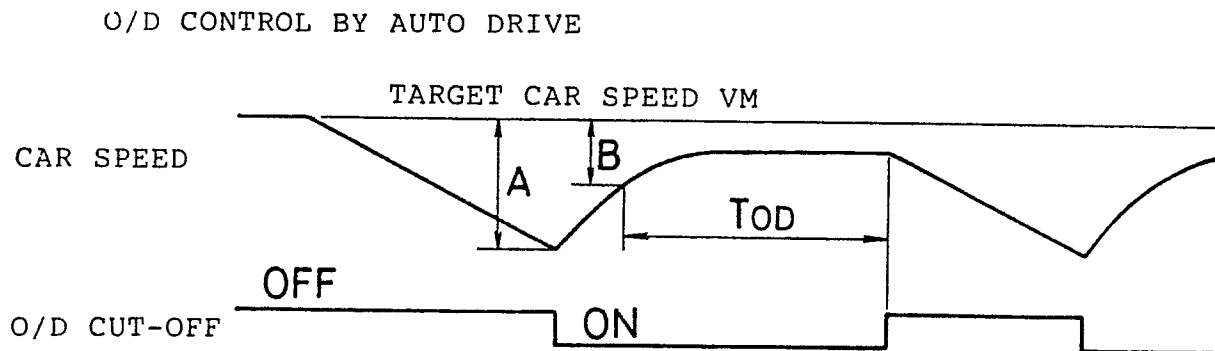 O/D CONTROL BY AUTO DRIVE
TARGET CAR SPEED VM
CAR SPEED
A
B
TOD
OFF
O/D CUT-OFF
ON